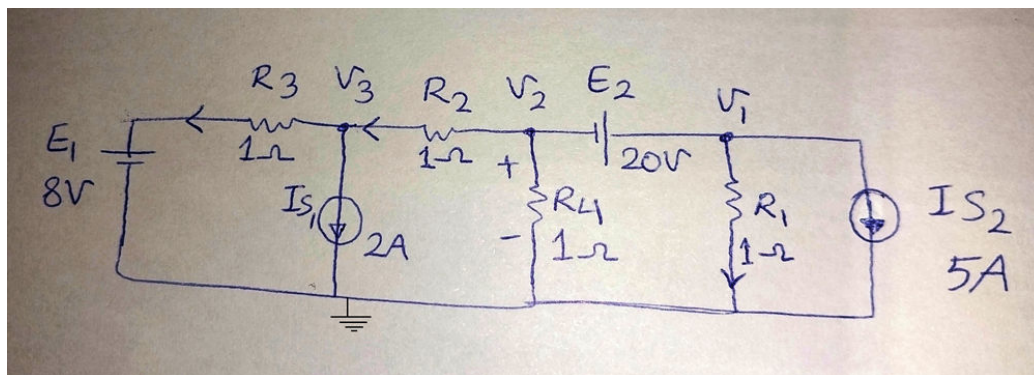 R3 V3 R2 V2 E2 V1
E1 8V
1Ω 1Ω 20V
+
IS1 2A
R4 1Ω
-
R1 1Ω
IS2
5A